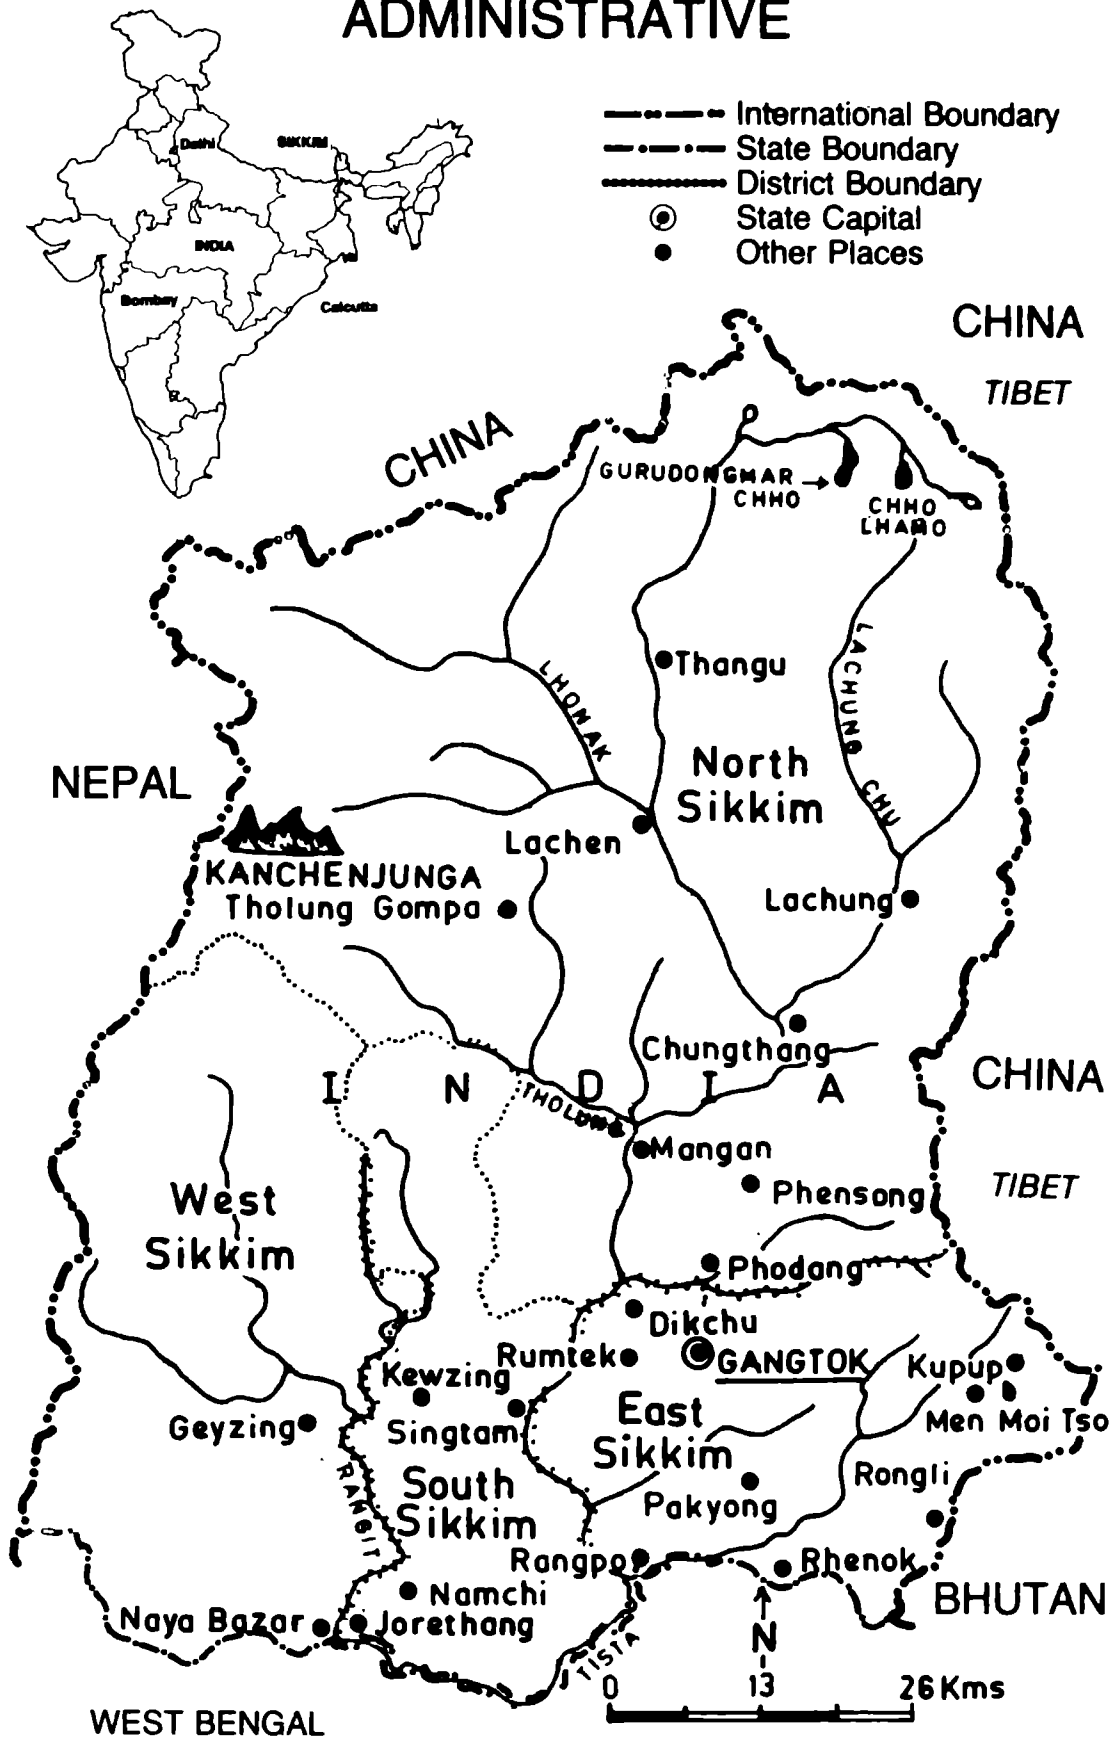 ADMINISTRATIVE
Delhi
SIKKIM
INDIA
Bombay
Calcutta
International Boundary
State Boundary
District Boundary
State Capital
Other Places
CHINA
TIBET
CHINA
GURUDONGMAR
CHHO
CHHO
LHAMO
LACHUNG CHU
Thangu
LHONAK
NEPAL
North
Sikkim
Lachen
KANCHENJUNGA
Tholung Gompa
Lachung
Chungthang
CHINA
I N D I A
THOLUNG
Mangan
West
Sikkim
Phensong
TIBET
Phodang
Dikchu
Rumtek
GANGTOK
Kupup
Kewzing
Men Moi Tso
Geyzing
Singtam
East
Sikkim
RANGIT
South
Sikkim
Pakyong
Rongli
Rangpo
Rhenok
Namchi
BHUTAN
Naya Bazar
Jorethang
TISTA
N
0 13 26 Kms
WEST BENGAL